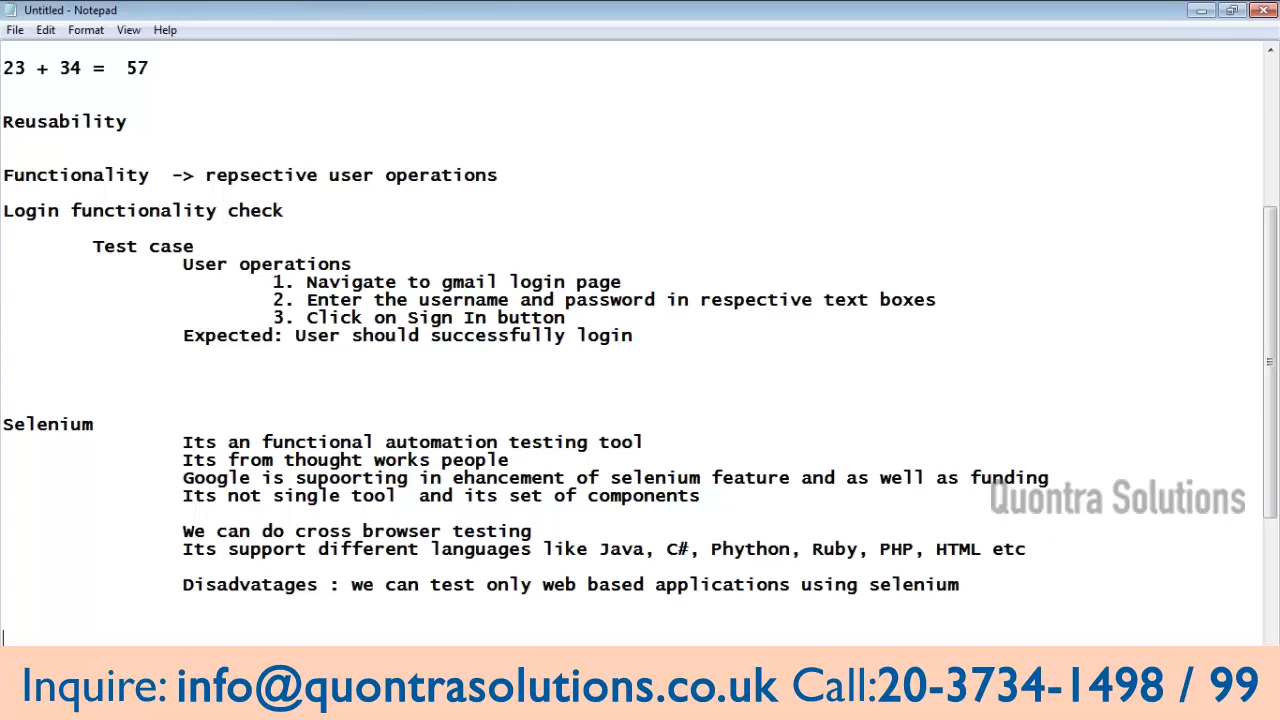 Untitled - Notepad
File Edit Format View Help
23 + 34 = 57
Reusability
Functionality -> repsective user operations
Login functionality check
Test case
User operations
1. Navigate to gmail login page
2. Enter the username and password in respective text boxes
3. Click on Sign In button
Expected: User should successfully login
Selenium
Its an functional automation testing tool
Its from thought works people
Google is supoorting in ehancement of selenium feature and as well as funding
Its not single tool and its set of components
Quontra Solutions
We can do cross browser testing
Its support different languages like Java, C#, Phython, Ruby, PHP, HTML etc
Disadvatages : we can test only web based applications using selenium
Inquire: info@quontrasolutions.co.uk Call:20-3734-1498 / 99